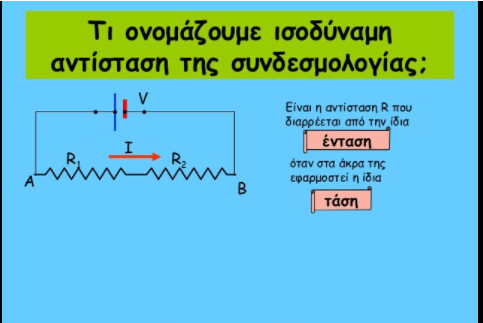 Τι ονομάζουμε ισοδύναμη
αντίσταση της συνδεσμολογίας;
V
I
R₁
R₂
A
B
Είναι η αντίσταση R που
διαρρέεται από την ίδια
ένταση
όταν στα άκρα της
εφαρμοστεί η ίδια
τάση